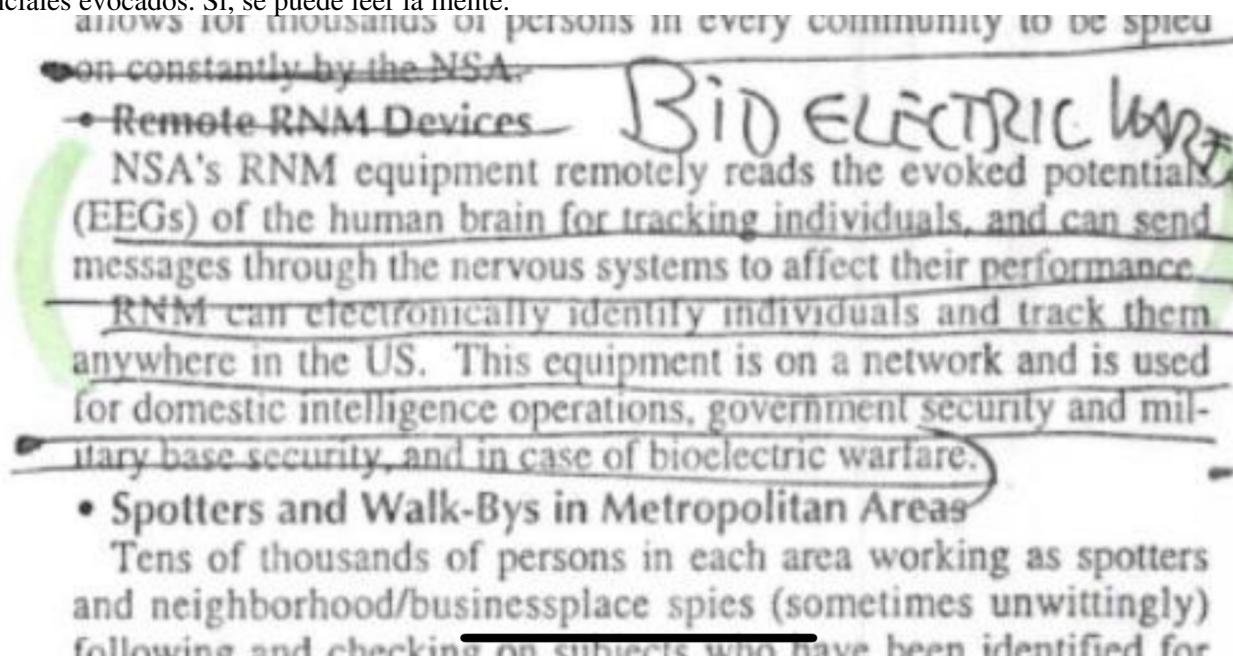 ciales evocados. Sí, se puede leer la mente.
allows for thousands of persons in every community to be spied
on constantly by the NSA.
• Remote RNM Devices
BIOELECTRIC
NSA's RNM equipment remotely reads the evoked potentials
(EEGs) of the human brain for tracking individuals, and can send
messages through the nervous systems to affect their performance.
RNM can electronically identify individuals and track them
anywhere in the US. This equipment is on a network and is used
for domestic intelligence operations, government security and mil-
itary base security, and in case of bioelectric warfare.
• Spotters and Walk-Bys in Metropolitan Areas
Tens of thousands of persons in each area working as spotters
and neighborhood/businessplace spies (sometimes unwittingly)
following and checking on subjects who have been identified for